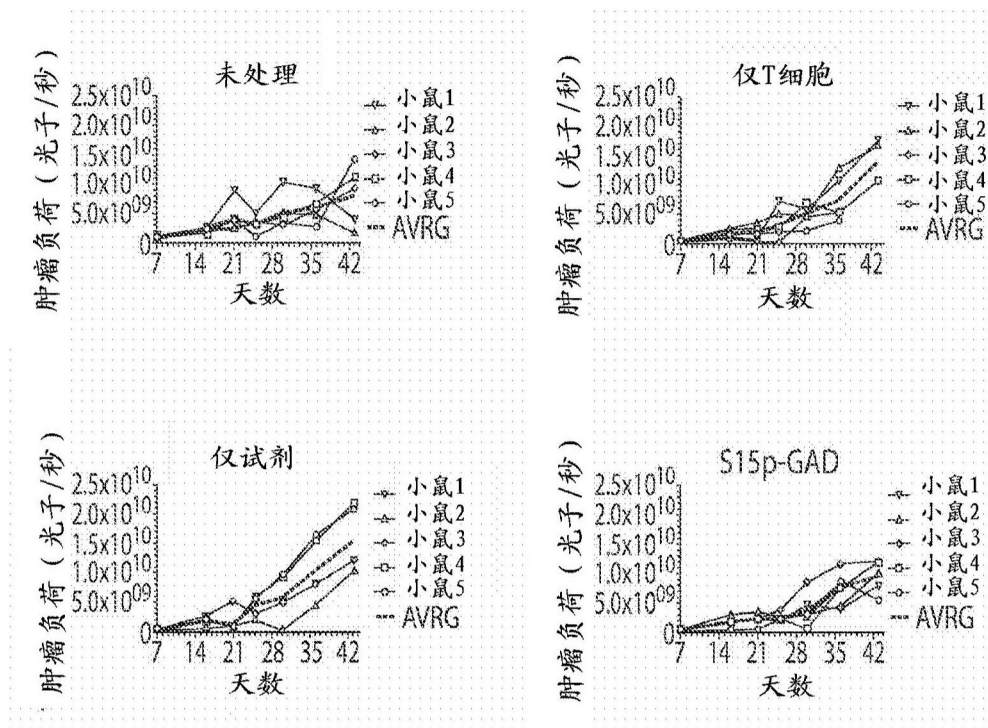 未处理
肿瘤负荷（光子/秒）
2.5x10^10
2.0x10^10
1.5x10^10
1.0x10^10
5.0x10^09
0
7 14 21 28 35 42
天数
小鼠1
小鼠2
小鼠3
小鼠4
小鼠5
AVRG
仅T细胞
肿瘤负荷（光子/秒）
2.5x10^10
2.0x10^10
1.5x10^10
1.0x10^10
5.0x10^09
0
7 14 21 28 35 42
天数
小鼠1
小鼠2
小鼠3
小鼠4
小鼠5
AVRG
仅试剂
肿瘤负荷（光子/秒）
2.5x10^10
2.0x10^10
1.5x10^10
1.0x10^10
5.0x10^09
0
7 14 21 28 35 42
天数
小鼠1
小鼠2
小鼠3
小鼠4
小鼠5
AVRG
S15p-GAD
肿瘤负荷（光子/秒）
2.5x10^10
2.0x10^10
1.5x10^10
1.0x10^10
5.0x10^09
0
7 14 21 28 35 42
天数
小鼠1
小鼠2
小鼠3
小鼠4
小鼠5
AVRG